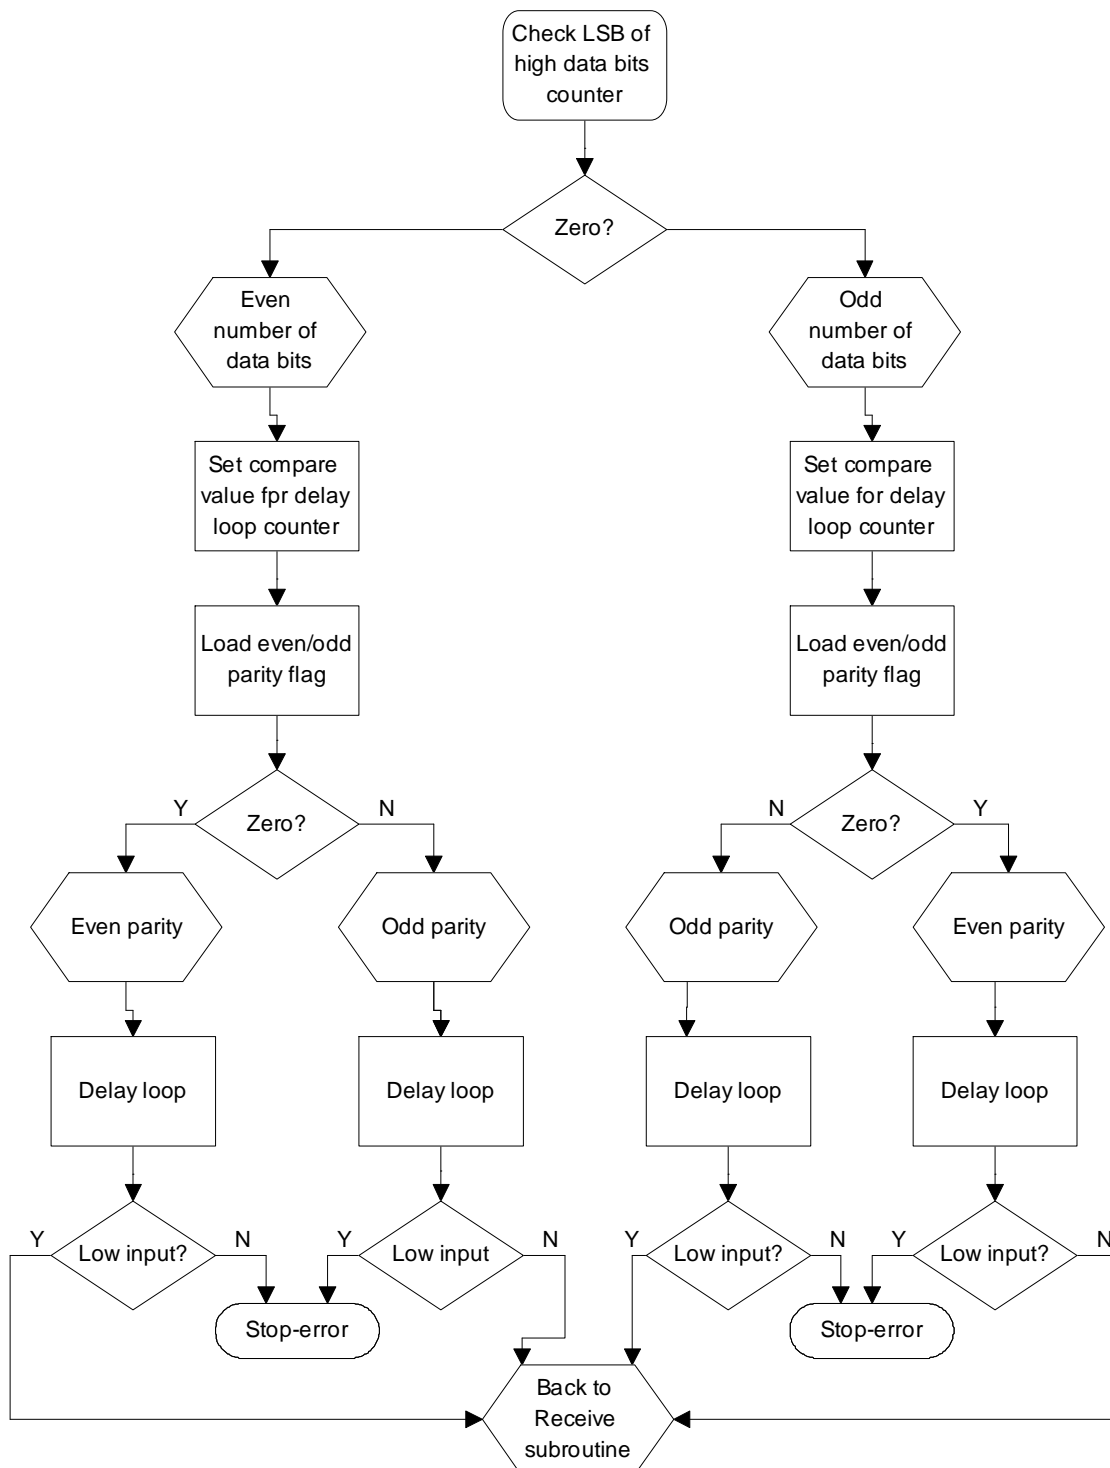 Check LSB of
high data bits
counter
Zero?
Even
number of
data bits
Odd
number of
data bits
Set compare
value fpr delay
loop counter
Set compare
value for delay
loop counter
Load even/odd
parity flag
Load even/odd
parity flag
Y
Zero?
N
N
Zero?
Y
Even parity
Odd parity
Odd parity
Even parity
Delay loop
Delay loop
Delay loop
Delay loop
Y
Low input?
N
Y
Low input
N
Y
Low input?
N
Y
Low input?
N
Stop-error
Stop-error
Back to
Receive
subroutine